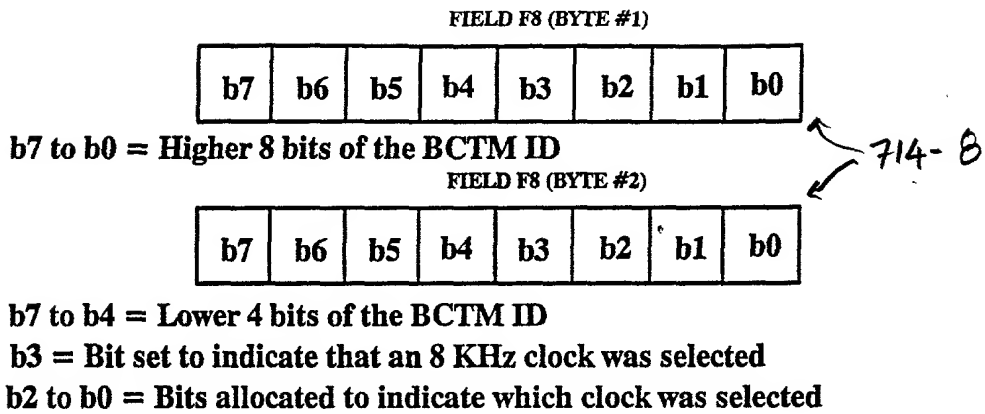 FIELD F8 (BYTE #1)
b7 b6 b5 b4 b3 b2 b1 b0
b7 to b0 = Higher 8 bits of the BCTM ID
714-8
FIELD F8 (BYTE #2)
b7 b6 b5 b4 b3 b2 b1 b0
b7 to b4 = Lower 4 bits of the BCTM ID
b3 = Bit set to indicate that an 8 KHz clock was selected
b2 to b0 = Bits allocated to indicate which clock was selected